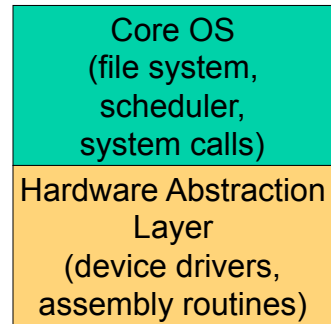 Core OS
(file system,
scheduler,
system calls)
Hardware Abstraction
Layer
(device drivers,
assembly routines)